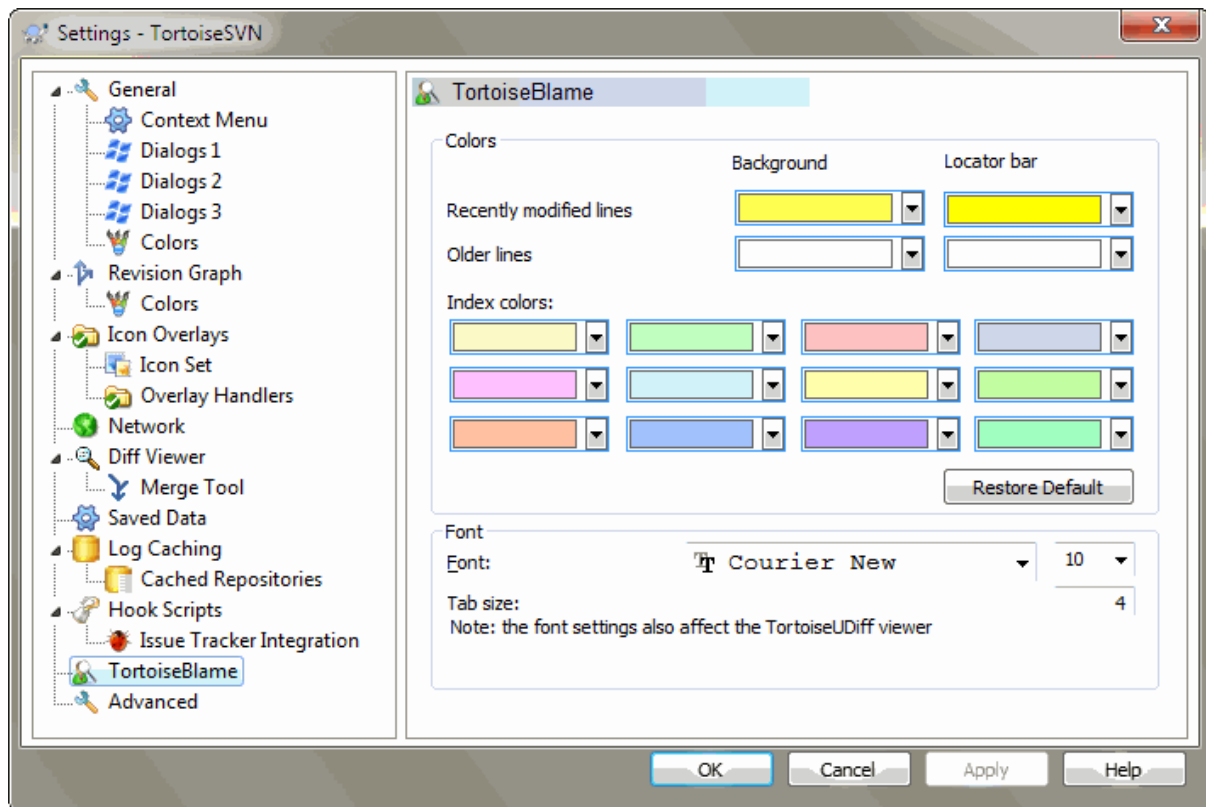 Settings - TortoiseSVN
General
Context Menu
Dialogs 1
Dialogs 2
Dialogs 3
Colors
Revision Graph
Colors
Icon Overlays
Icon Set
Overlay Handlers
Network
Diff Viewer
Merge Tool
Saved Data
Log Caching
Cached Repositories
Hook Scripts
Issue Tracker Integration
TortoiseBlame
Advanced
TortoiseBlame
Colors
Background Locator bar
Recently modified lines
Older lines
Index colors:
Restore Default
Font
Font: Courier New 10
Tab size: 4
Note: the font settings also affect the TortoiseUDiff viewer
OK Cancel Apply Help